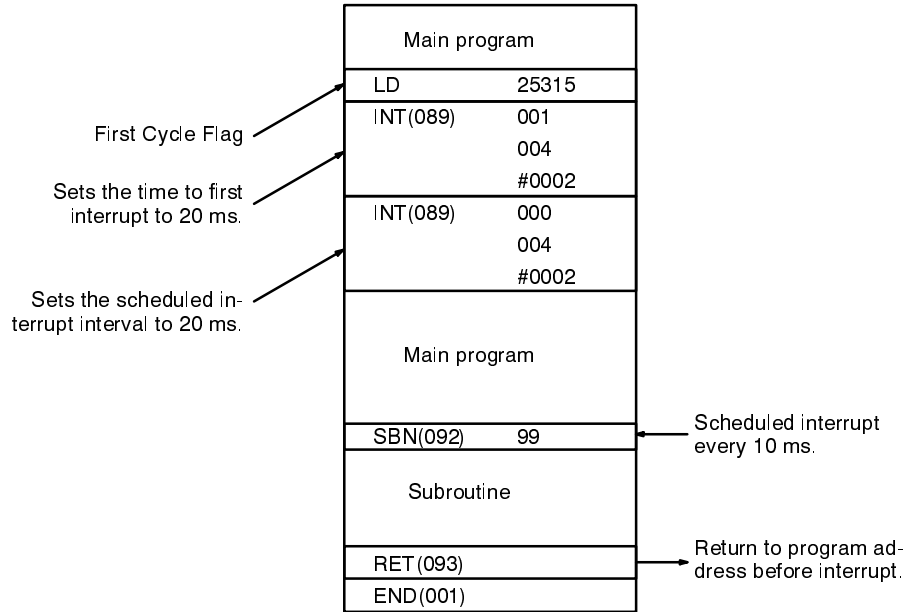 Main program
LD 25315
First Cycle Flag
INT(089) 001
004
#0002
Sets the time to first
interrupt to 20 ms.
INT(089) 000
004
#0002
Sets the scheduled in-
terrupt interval to 20 ms.
Main program
SBN(092) 99
Scheduled interrupt
every 10 ms.
Subroutine
RET(093)
Return to program ad-
dress before interrupt.
END(001)